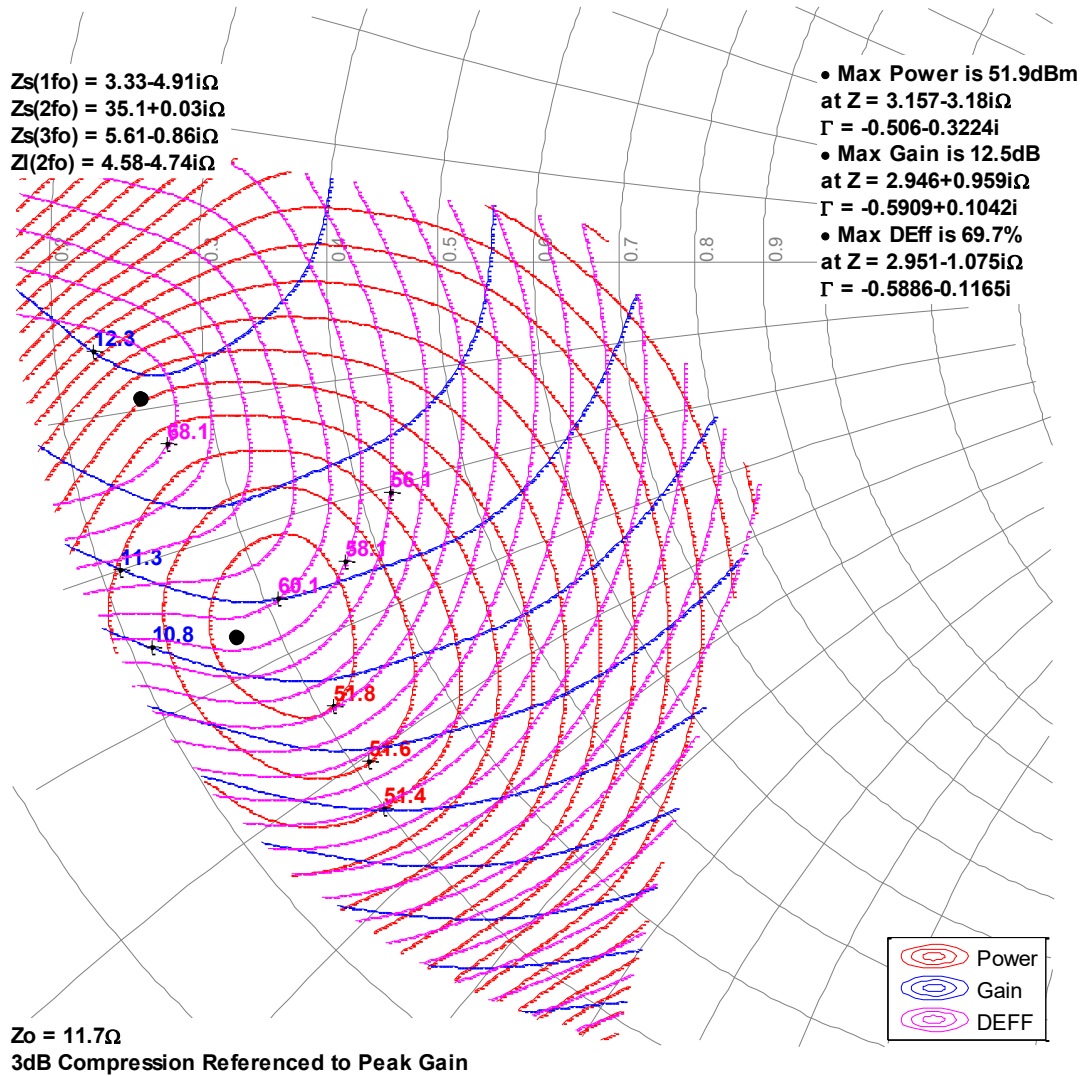 Zs(1fo) = 3.33-4.91iΩ
Zs(2fo) = 35.1+0.03iΩ
Zs(3fo) = 5.61-0.86iΩ
Zl(2fo) = 4.58-4.74iΩ
• Max Power is 51.9dBm
at Z = 3.157-3.18iΩ
Γ = -0.506-0.3224i
• Max Gain is 12.5dB
at Z = 2.946+0.959iΩ
Γ = -0.5909+0.1042i
• Max DEff is 69.7%
at Z = 2.951-1.075iΩ
Γ = -0.5886-0.1165i
0.3
0.4
0.5
0.6
0.7
0.8
0.9
12.3
68.1
56.1
11.3
58.1
60.1
10.8
51.8
51.6
51.4
Power
Gain
DEFF
Zo = 11.7Ω
3dB Compression Referenced to Peak Gain